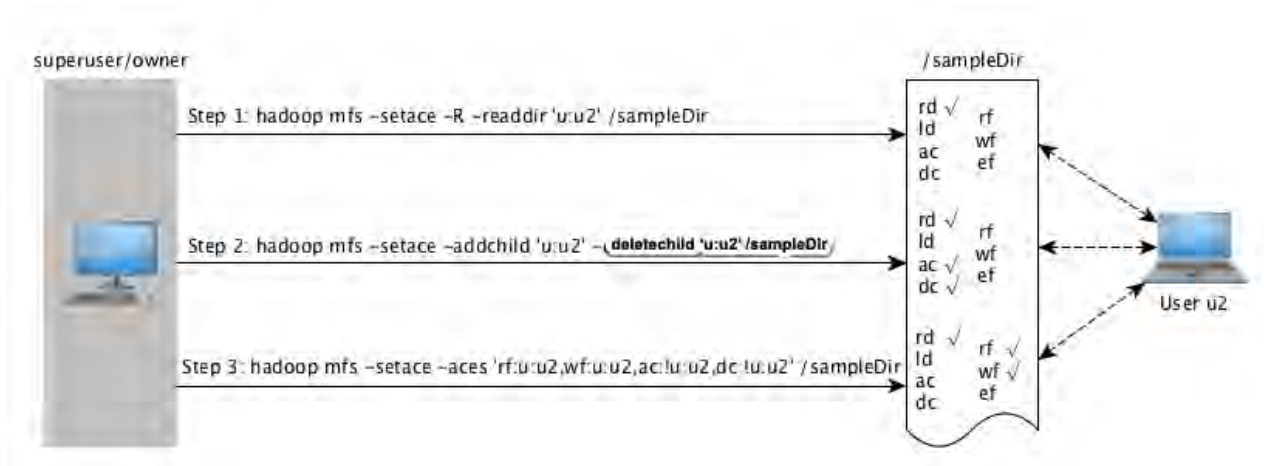 superuser/owner
/sampleDir
Step 1: hadoop mfs -setace -R -readdir 'u:u2' /sampleDir
rd √
ld
ac
dc
rf
wf
ef
Step 2: hadoop mfs -setace -addchild 'u:u2' -deletechild 'u:u2' /sampleDir
rd √
ld
ac √
dc √
rf
wf
ef
User u2
Step 3: hadoop mfs -setace -aces 'rf:u:u2,wf:u:u2,ac:!u:u2,dc:!u:u2' /sampleDir
rd √
ld
ac
dc
rf √
wf √
ef